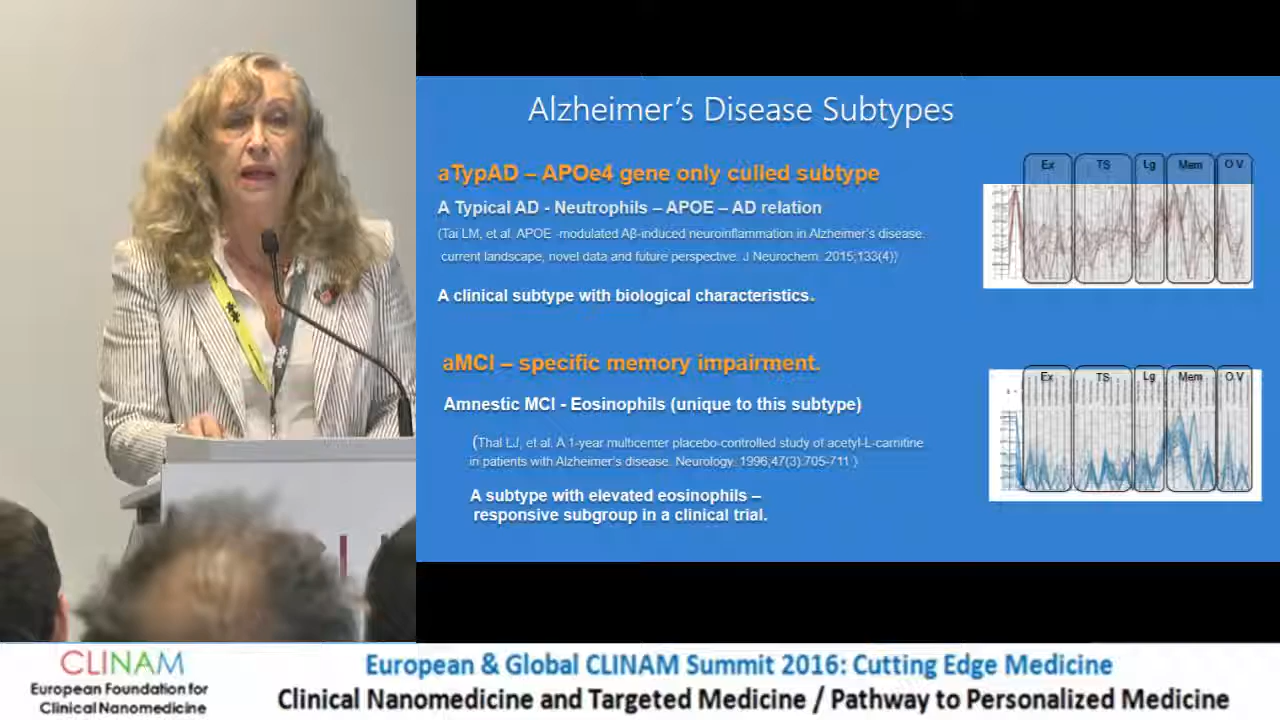 Alzheimer's Disease Subtypes
aTypAD – APOe4 gene only culled subtype
A Typical AD - Neutrophils – APOE – AD relation
(Tai LM, et al. APOE -modulated Aβ-induced neuroinflammation in Alzheimer's disease:
current landscape, novel data and future perspective. J Neurochem. 2015;133(4))
A clinical subtype with biological characteristics.
Ex TS Lg Mem O V
aMCI – specific memory impairment.
Amnestic MCI - Eosinophils (unique to this subtype)
(Thal LJ, et al. A 1-year multicenter placebo-controlled study of acetyl-L-carnitine
in patients with Alzheimer's disease. Neurology. 1996;47(3):705-711 )
A subtype with elevated eosinophils –
responsive subgroup in a clinical trial.
Ex TS Lg Mem O V
CLINAM
European Foundation for
Clinical Nanomedicine
European & Global CLINAM Summit 2016: Cutting Edge Medicine
Clinical Nanomedicine and Targeted Medicine / Pathway to Personalized Medicine